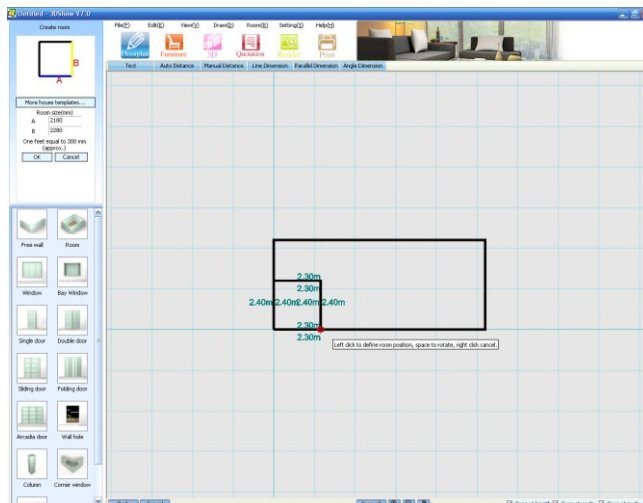 Untitled - 3DShow V7.0
Create room
B
A
More house templates...
Room size(mm)
A 2180
B 2280
One feet equal to 300 mm
(approx.)
OK Cancel
Free wall Room
Window Bay Window
Single door Double door
Sliding door Folding door
Arcadia door Wall hole
Column Corner window
File(F) Edit(E) View(V) Draw(D) Room(R) Setting(S) Help(H)
Floorplan Furniture 3D Quotation Render Print
Text Auto Distance Manual Distance Line Dimension Parallel Dimension Angle Dimension
2.30m
2.30m
2.40m 2.40m 2.40m 2.40m
2.30m
2.30m
Left click to define room position, space to rotate, right click cancel.